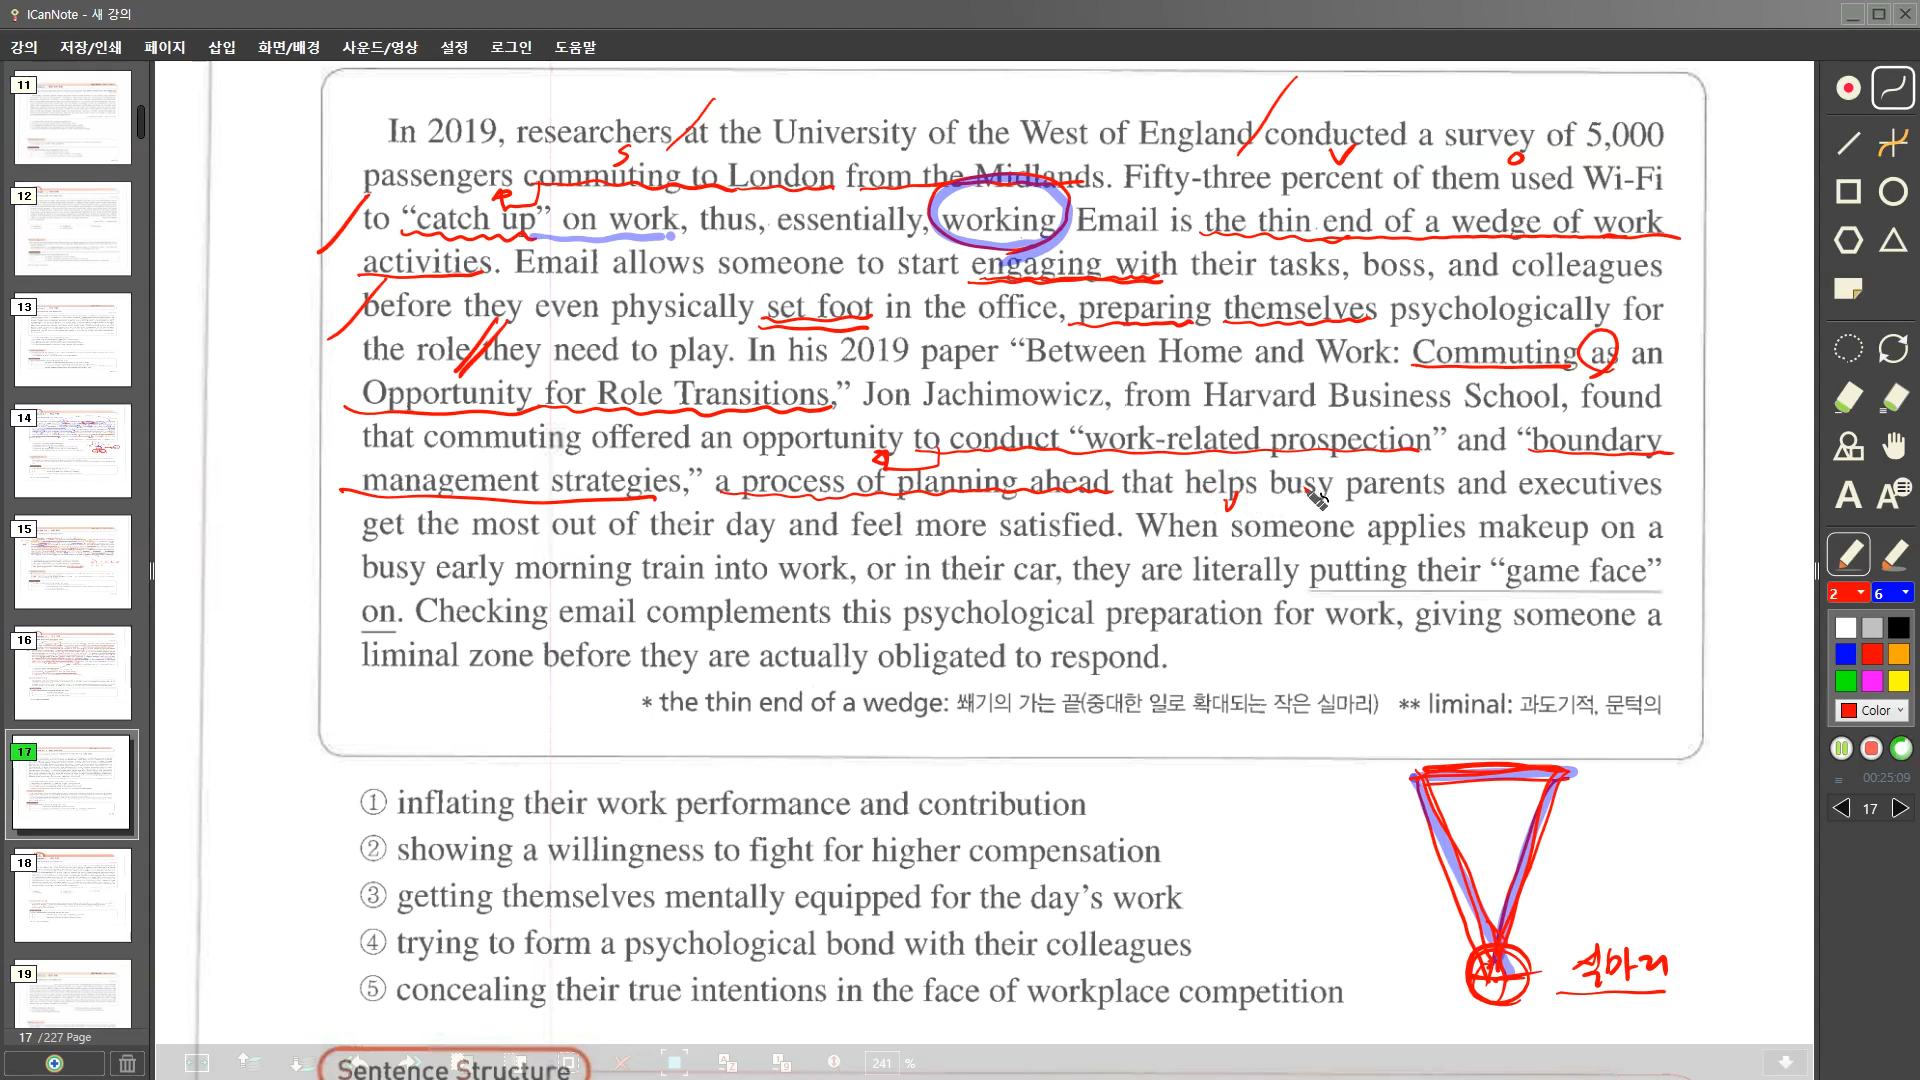 ICanNote - 새 강의
강의 저장/인쇄 페이지 삽입 화면/배경 사운드/영상 설정 로그인 도움말
11
12
13
14
15
16
17
18
19
17 /227 Page
In 2019, researchers at the University of the West of England conducted a survey of 5,000
passengers commuting to London from the Midlands. Fifty-three percent of them used Wi-Fi
to “catch up” on work, thus, essentially, working. Email is the thin end of a wedge of work
activities. Email allows someone to start engaging with their tasks, boss, and colleagues
before they even physically set foot in the office, preparing themselves psychologically for
the role they need to play. In his 2019 paper “Between Home and Work: Commuting as an
Opportunity for Role Transitions,” Jon Jachimowicz, from Harvard Business School, found
that commuting offered an opportunity to conduct “work-related prospection” and “boundary
management strategies,” a process of planning ahead that helps busy parents and executives
get the most out of their day and feel more satisfied. When someone applies makeup on a
busy early morning train into work, or in their car, they are literally putting their “game face”
on. Checking email complements this psychological preparation for work, giving someone a
liminal zone before they are actually obligated to respond.
* the thin end of a wedge: 쐐기의 가는 끝(중대한 일로 확대되는 작은 실마리) ** liminal: 과도기적, 문턱의
① inflating their work performance and contribution
② showing a willingness to fight for higher compensation
③ getting themselves mentally equipped for the day’s work
④ trying to form a psychological bond with their colleagues
⑤ concealing their true intentions in the face of workplace competition
실마리
Sentence Structure
241 %
2 6
Color
00:25:09
17